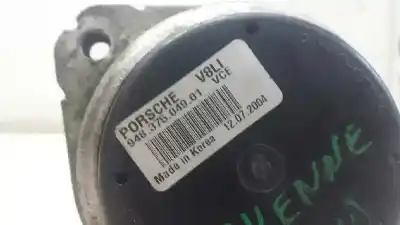 PORSCHE V8LI
948.375.049.01 VCE
Made in Korea 12.07.2004